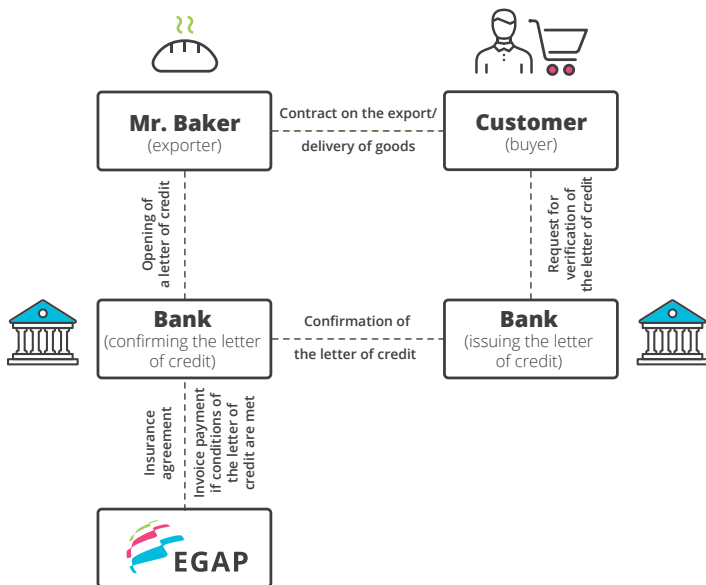 Mr. Baker
(exporter)
Contract on the export/
delivery of goods
Customer
(buyer)
Opening of
a letter of credit
Request for
verification of
the letter of credit
Bank
(confirming the letter
of credit)
Confirmation of
the letter of credit
Bank
(issuing the letter
of credit)
Insurance
agreement
Invoice payment
if conditions of
the letter of
credit are met
EGAP